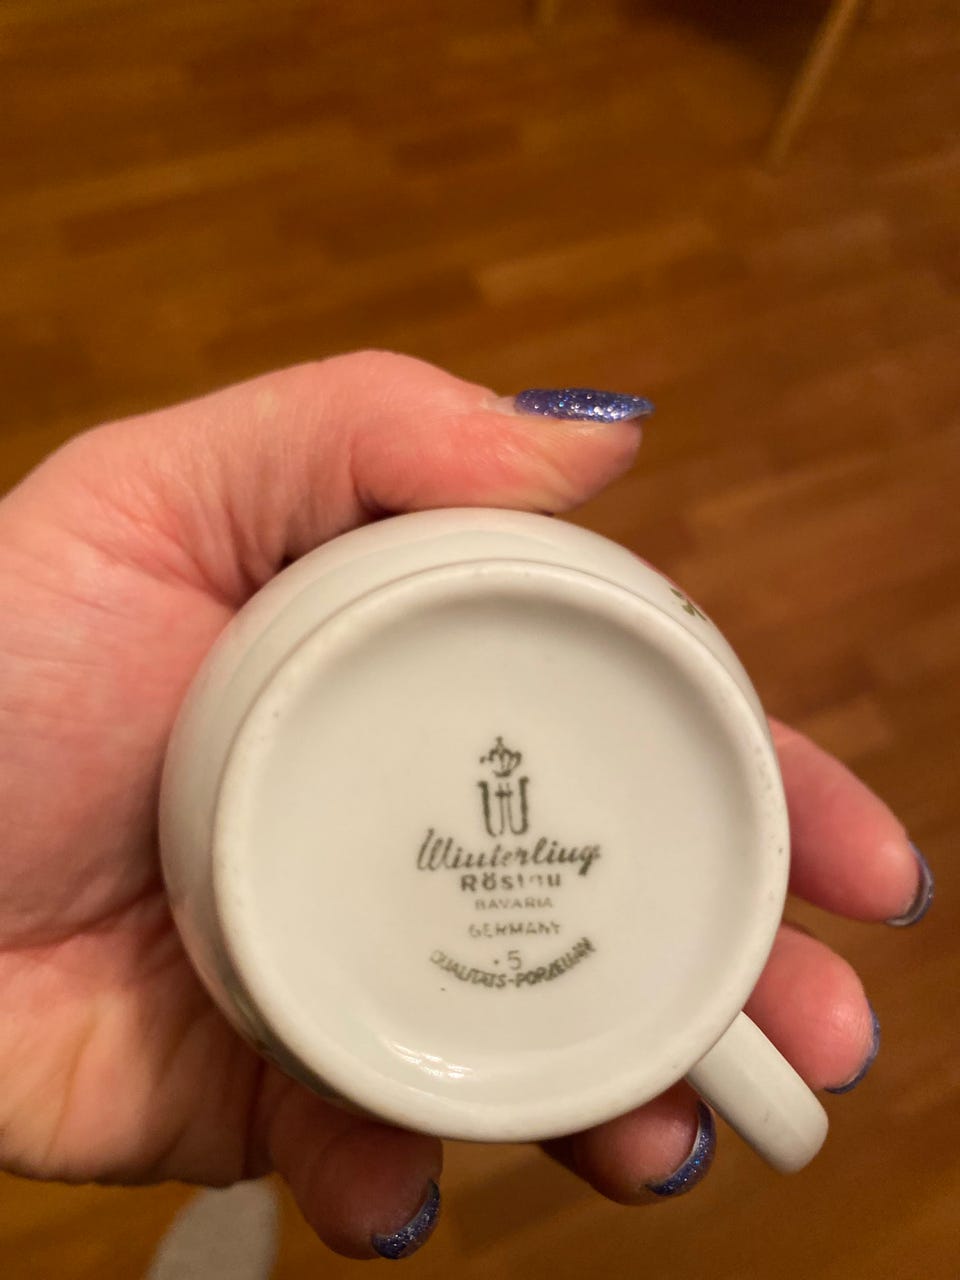 W
Winterling
Röslau
BAVARIA
GERMANY
· 5
QUALITÄTS-PORZELLAN